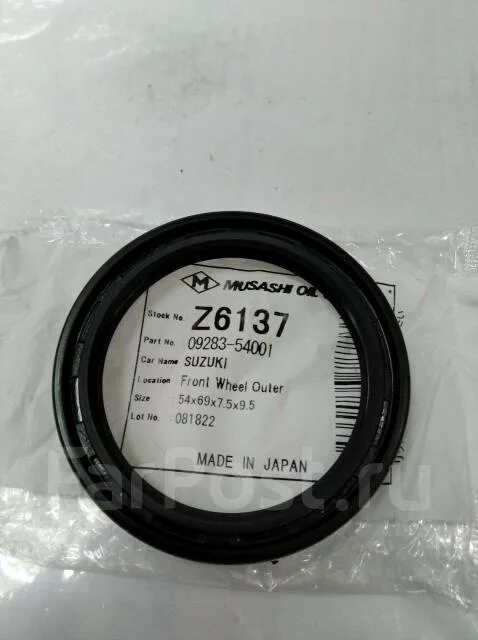 MUSASHI OIL
Stock No. Z6137
Part No. 09283-54001
Car Name SUZUKI
Location Front Wheel Outer
Size 54x69x7.5x9.5
Lot No. 081822
MADE IN JAPAN
FarPost.ru